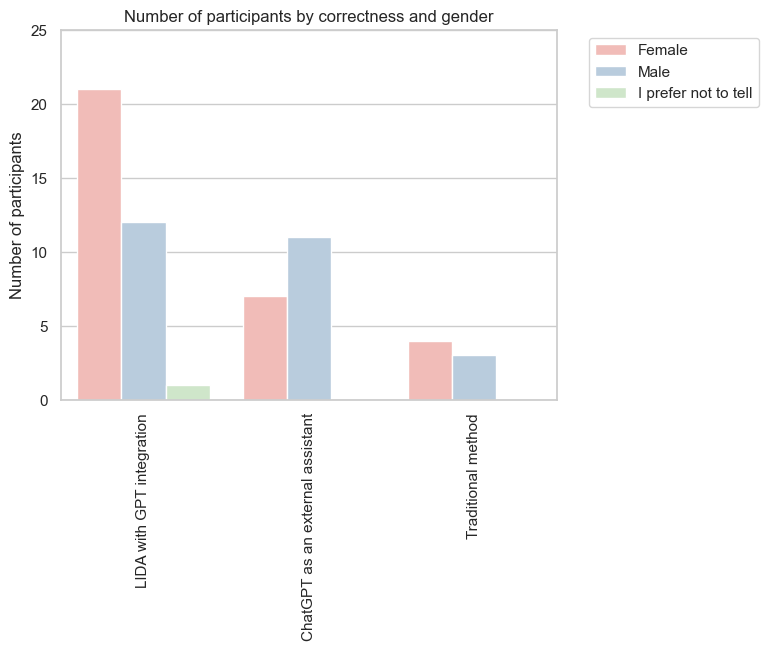 Number of participants by correctness and gender
Number of participants
25
20
15
10
5
0
LIDA with GPT integration
ChatGPT as an external assistant
Traditional method
Female
Male
I prefer not to tell